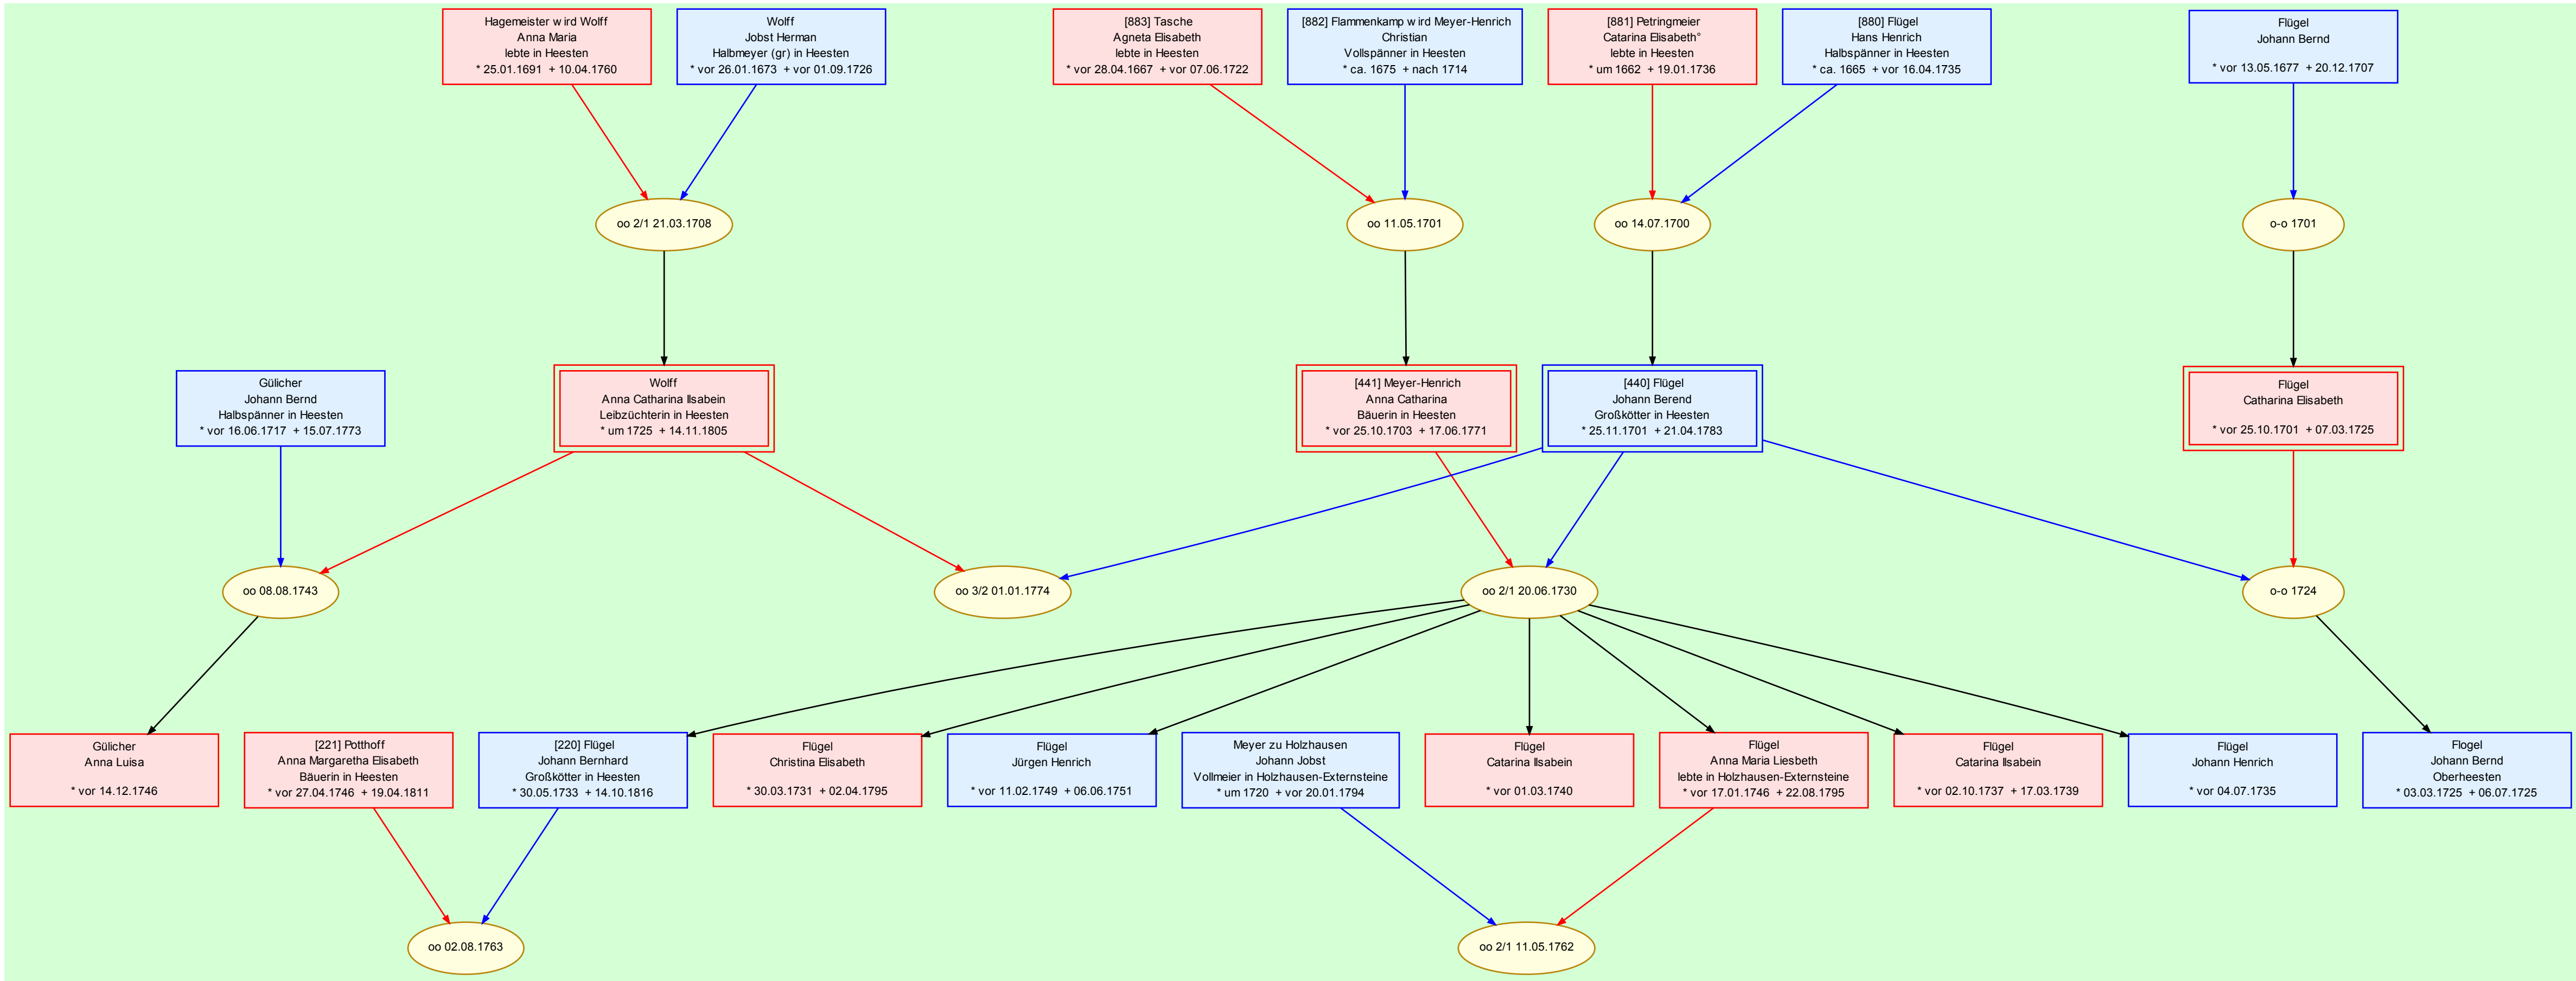 Hagemeister wird Wolff
Anna Maria
lebte in Heesten
* 25.01.1691 + 10.04.1760
Wolff
Jobst Herman
Halbmeyer (gr) in Heesten
* vor 26.01.1673 + vor 01.09.1726
[883] Tasche
Agneta Elisabeth
lebte in Heesten
* vor 28.04.1667 + vor 07.06.1722
[882] Flammenkamp wird Meyer-Henrich
Christian
Vollspänner in Heesten
* ca. 1675 + nach 1714
[881] Petringmeier
Catarina Elisabeth°
lebte in Heesten
* um 1662 + 19.01.1736
[880] Flügel
Hans Henrich
Halbspänner in Heesten
* ca. 1665 + vor 16.04.1735
Flügel
Johann Bernd
* vor 13.05.1677 + 20.12.1707
oo 2/1 21.03.1708
oo 11.05.1701
oo 14.07.1700
o-o 1701
Gülicher
Johann Bernd
Halbspänner in Heesten
* vor 16.06.1717 + 15.07.1773
Wolff
Anna Catharina Ilsabein
Leibzüchterin in Heesten
* um 1725 + 14.11.1805
[441] Meyer-Henrich
Anna Catharina
Bäuerin in Heesten
* vor 25.10.1703 + 17.06.1771
[440] Flügel
Johann Berend
Großkötter in Heesten
* 25.11.1701 + 21.04.1783
Flügel
Catharina Elisabeth
* vor 25.10.1701 + 07.03.1725
oo 08.08.1743
oo 3/2 01.01.1774
oo 2/1 20.06.1730
o-o 1724
Gülicher
Anna Luisa
* vor 14.12.1746
[221] Potthoff
Anna Margaretha Elisabeth
Bäuerin in Heesten
* vor 27.04.1746 + 19.04.1811
[220] Flügel
Johann Bernhard
Großkötter in Heesten
* 30.05.1733 + 14.10.1816
Flügel
Christina Elisabeth
* 30.03.1731 + 02.04.1795
Flügel
Jürgen Henrich
* vor 11.02.1749 + 06.06.1751
Meyer zu Holzhausen
Johann Jobst
Vollmeier in Holzhausen-Externsteine
* um 1720 + vor 20.01.1794
Flügel
Catarina Ilsabein
* vor 01.03.1740
Flügel
Anna Maria Liesbeth
lebte in Holzhausen-Externsteine
* vor 17.01.1746 + 22.08.1795
Flügel
Catarina Ilsabein
* vor 02.10.1737 + 17.03.1739
Flügel
Johann Henrich
* vor 04.07.1735
Flogel
Johann Bernd
Oberheesten
* 03.03.1725 + 06.07.1725
oo 02.08.1763
oo 2/1 11.05.1762